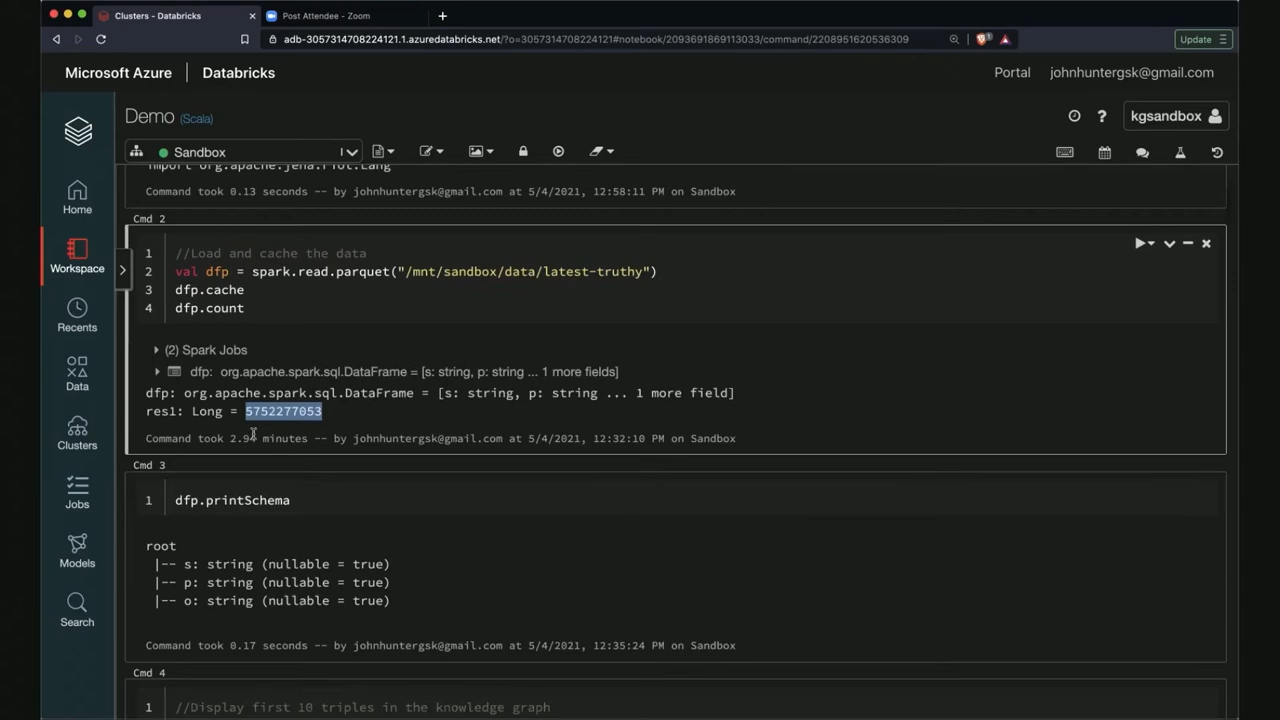 Clusters - Databricks
Post Attendee - Zoom
adb-3057314708224121.1.azuredatabricks.net/?o=3057314708224121#notebook/2093691869113033/command/2208951620536309
Update
Microsoft Azure | Databricks
Portal
johnhuntergsk@gmail.com
Demo (Scala)
kgsandbox
Sandbox
import org.apache.jena.riot.Lang
Command took 0.13 seconds -- by johnhuntergsk@gmail.com at 5/4/2021, 12:58:11 PM on Sandbox
Cmd 2
1 //Load and cache the data
2 val dfp = spark.read.parquet("/mnt/sandbox/data/latest-truthy")
3 dfp.cache
4 dfp.count
(2) Spark Jobs
dfp: org.apache.spark.sql.DataFrame = [s: string, p: string ... 1 more fields]
dfp: org.apache.spark.sql.DataFrame = [s: string, p: string ... 1 more field]
res1: Long = 5752277053
Command took minutes -- by johnhuntergsk@gmail.com at 5/4/2021, 12:32:10 PM on Sandbox
Cmd 3
1 dfp.printSchema
root
|-- s: string (nullable = true)
|-- p: string (nullable = true)
|-- o: string (nullable = true)
Command took 0.17 seconds -- by johnhuntergsk@gmail.com at 5/4/2021, 12:35:24 PM on Sandbox
Cmd 4
1 //Display first 10 triples in the knowledge graph
Home
Workspace
Recents
Data
Clusters
Jobs
Models
Search